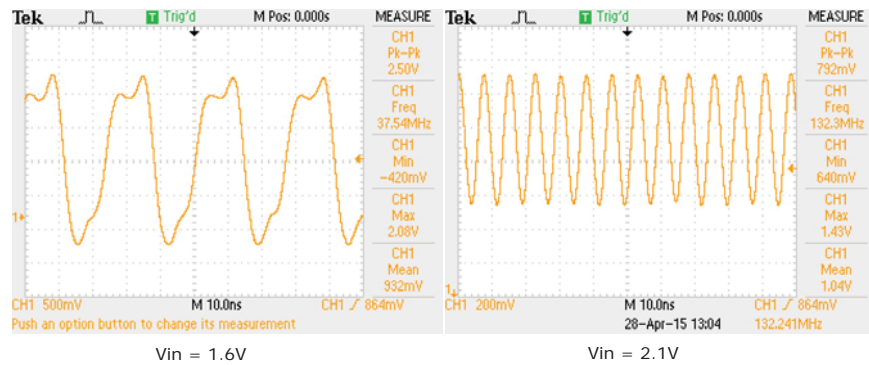 Tek T Trig'd M Pos: 0.000s MEASURE
CH1
Pk-Pk
2.50V
CH1
Freq
37.54MHz
CH1
Min
-420mV
CH1
Max
2.08V
CH1
Mean
932mV
1
CH1 500mV M 10.0ns CH1 864mV
Push an option button to change its measurement
Vin = 1.6V
Tek T Trig'd M Pos: 0.000s MEASURE
CH1
Pk-Pk
792mV
CH1
Freq
132.3MHz
CH1
Min
640mV
CH1
Max
1.43V
CH1
Mean
1.04V
1
CH1 200mV M 10.0ns CH1 864mV
28-Apr-15 13:04 132.241MHz
Vin = 2.1V